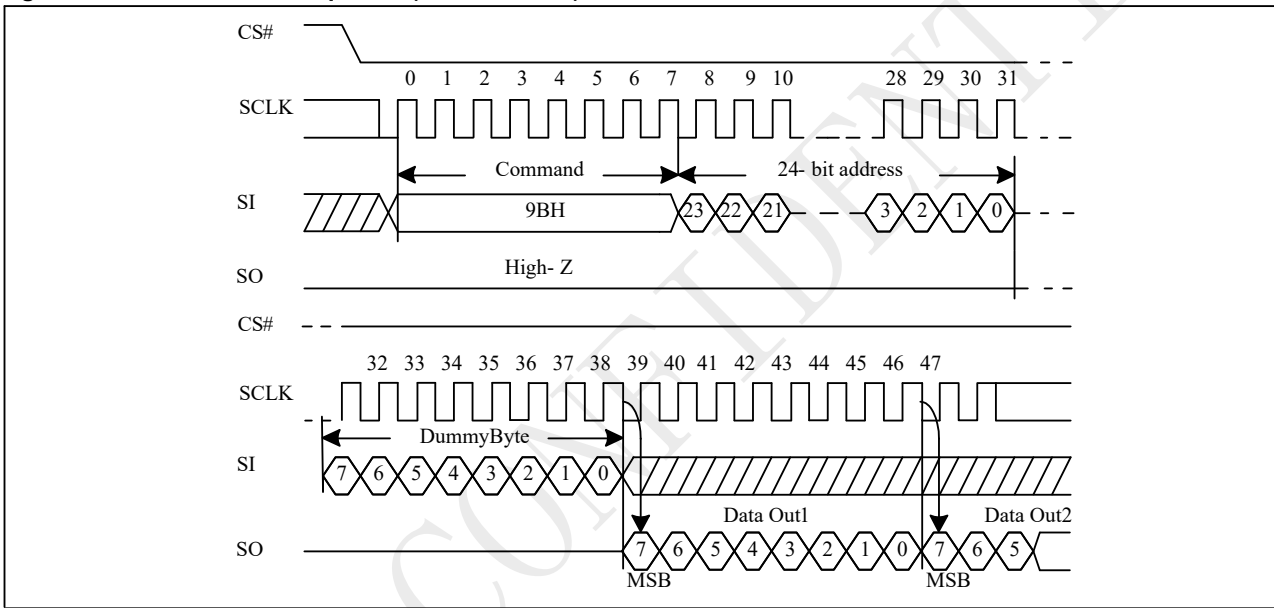 CS#
0 1 2 3 4 5 6 7 8 9 10 28 29 30 31
SCLK
Command 24- bit address
SI 9BH 23 22 21 3 2 1 0
High- Z
SO
CS#
32 33 34 35 36 37 38 39 40 41 42 43 44 45 46 47
SCLK
DummyByte
SI 7 6 5 4 3 2 1 0
Data Out1 Data Out2
SO 7 6 5 4 3 2 1 0 7 6 5
MSB MSB